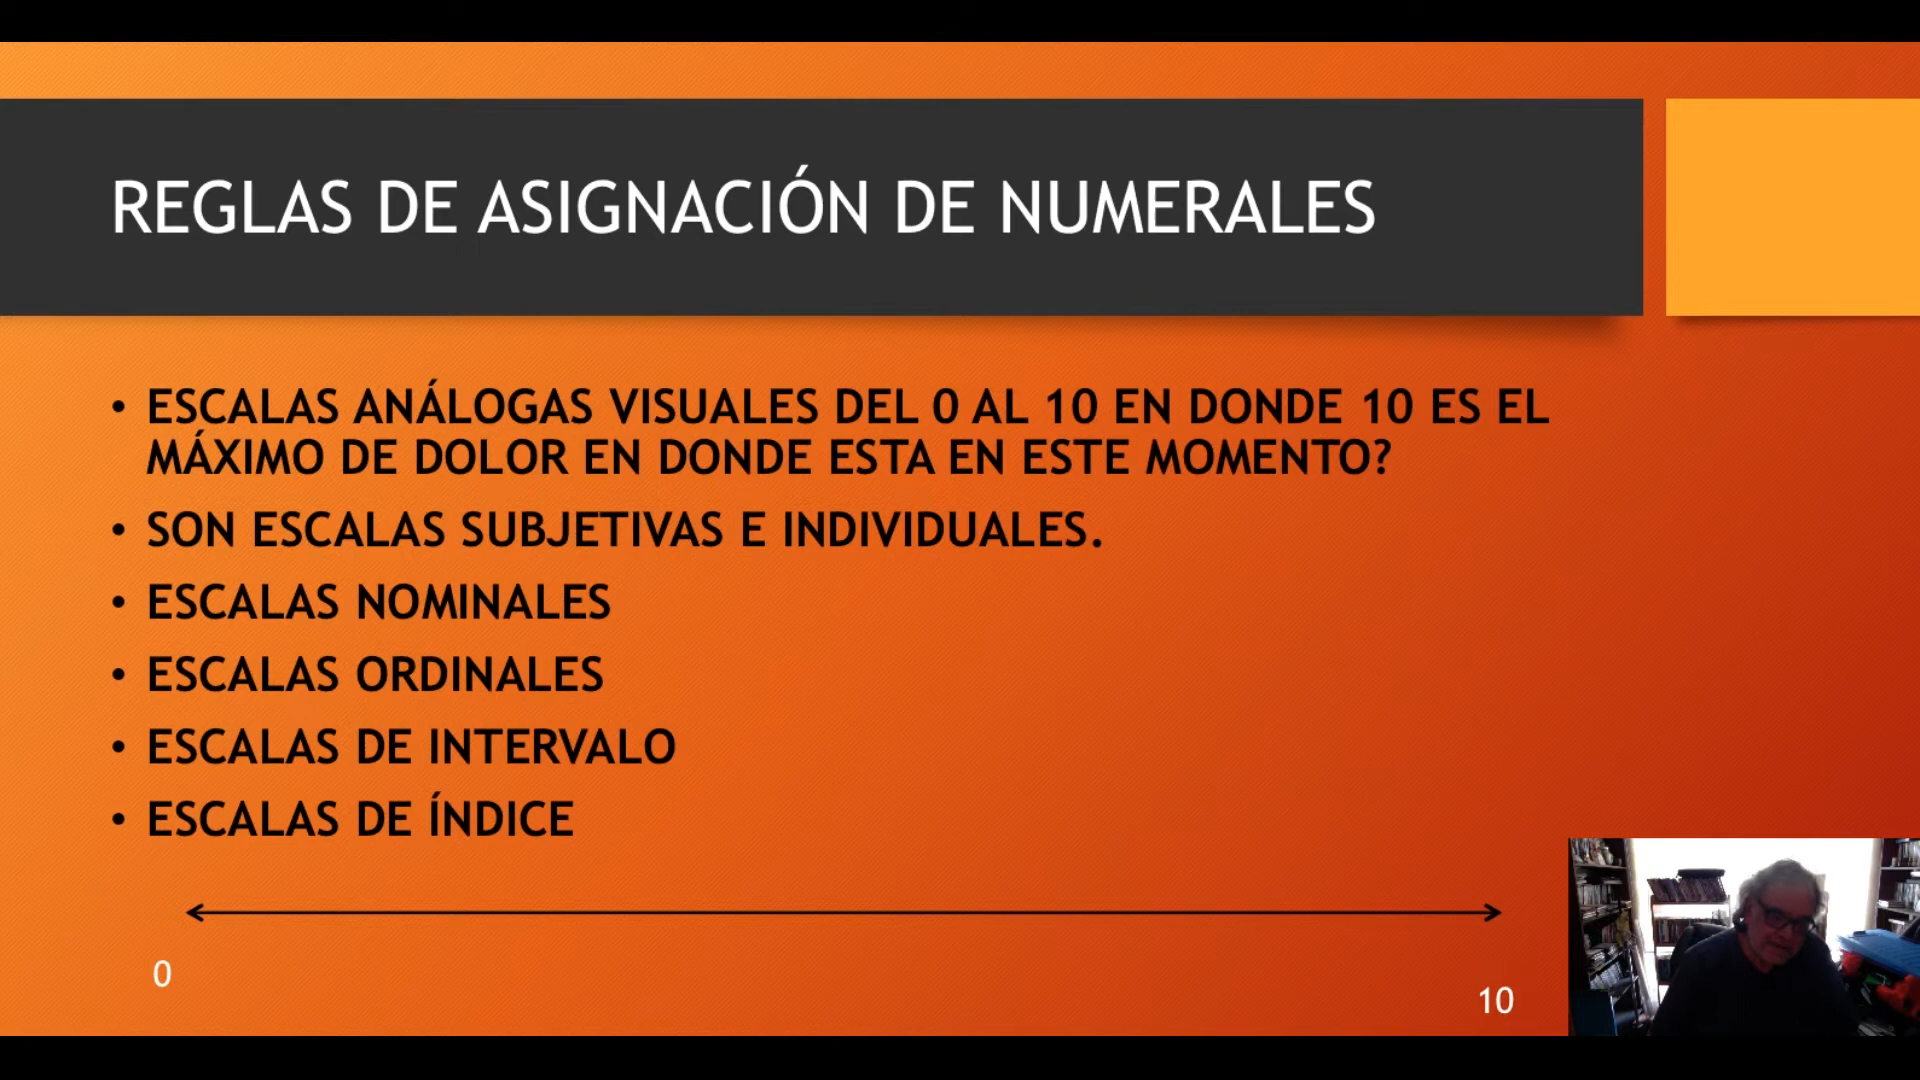 REGLAS DE ASIGNACIÓN DE NUMERALES
• ESCALAS ANÁLOGAS VISUALES DEL 0 AL 10 EN DONDE 10 ES EL
MÁXIMO DE DOLOR EN DONDE ESTA EN ESTE MOMENTO?
• SON ESCALAS SUBJETIVAS E INDIVIDUALES.
• ESCALAS NOMINALES
• ESCALAS ORDINALES
• ESCALAS DE INTERVALO
• ESCALAS DE ÍNDICE
0
10